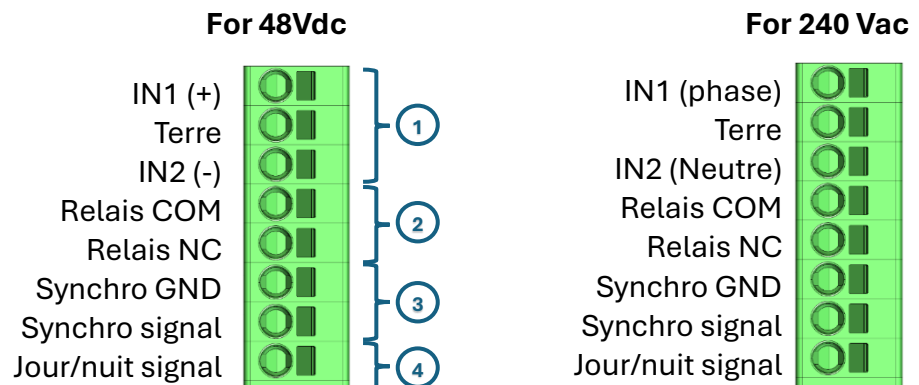 For 48Vdc
IN1 (+)
Terre
IN2 (-)
Relais COM
Relais NC
Synchro GND
Synchro signal
Jour/nuit signal
1
2
3
4
For 240 Vac
IN1 (phase)
Terre
IN2 (Neutre)
Relais COM
Relais NC
Synchro GND
Synchro signal
Jour/nuit signal